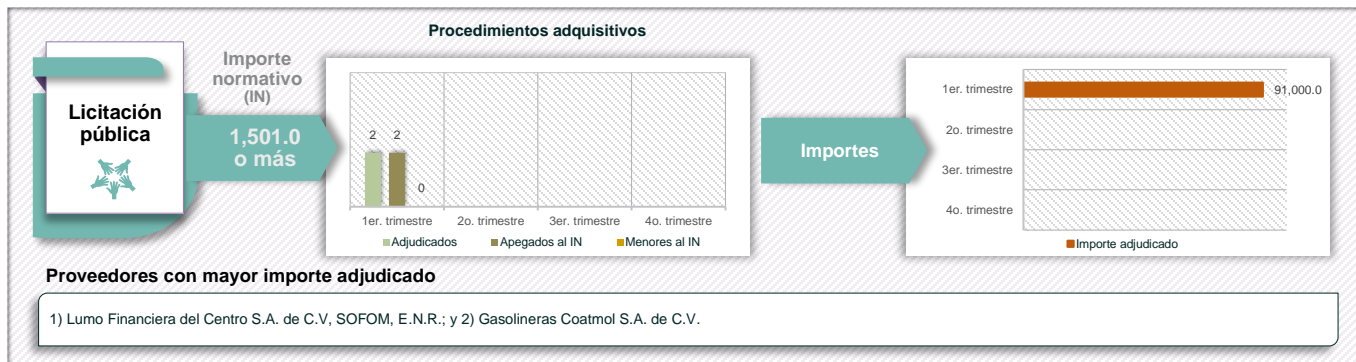 Procedimientos adquisitivos
Licitación
pública
Importe
normativo
(IN)
1,501.0
o más
2 2
0
1er. trimestre 2o. trimestre 3er. trimestre 4o. trimestre
Adjudicados Apegados al IN Menores al IN
Importes
1er. trimestre 91,000.0
2o. trimestre
3er. trimestre
4o. trimestre
Importe adjudicado
Proveedores con mayor importe adjudicado
1) Lumo Financiera del Centro S.A. de C.V, SOFOM, E.N.R.; y 2) Gasolineras Coatmol S.A. de C.V.